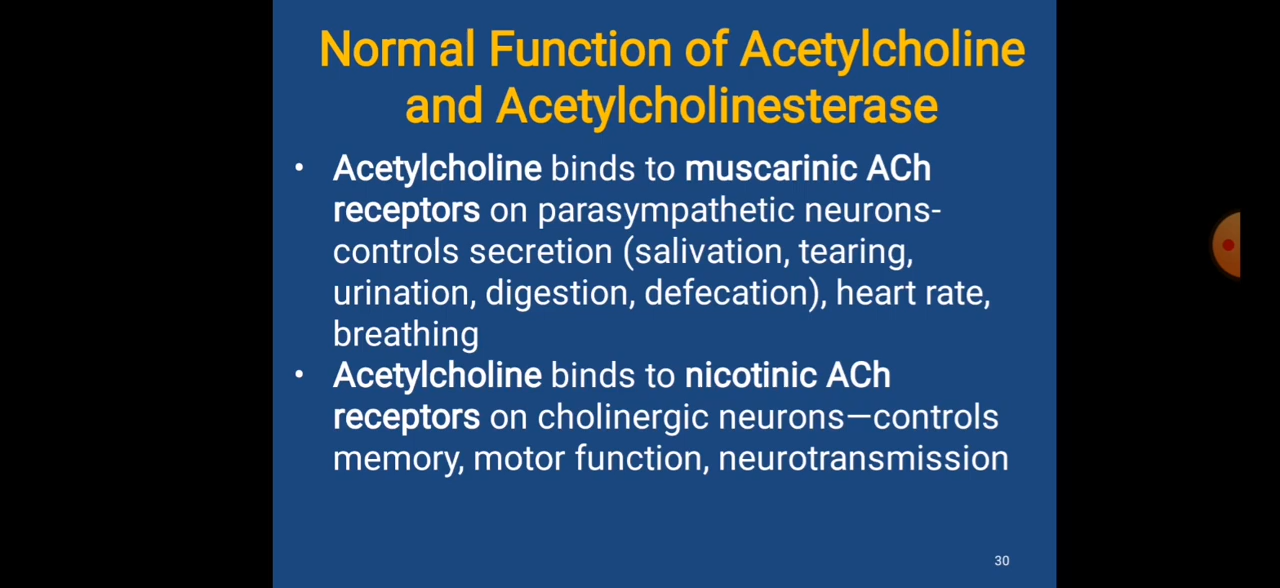 Normal Function of Acetylcholine
and Acetylcholinesterase
• Acetylcholine binds to muscarinic ACh
receptors on parasympathetic neurons-
controls secretion (salivation, tearing,
urination, digestion, defecation), heart rate,
breathing
• Acetylcholine binds to nicotinic ACh
receptors on cholinergic neurons—controls
memory, motor function, neurotransmission
30